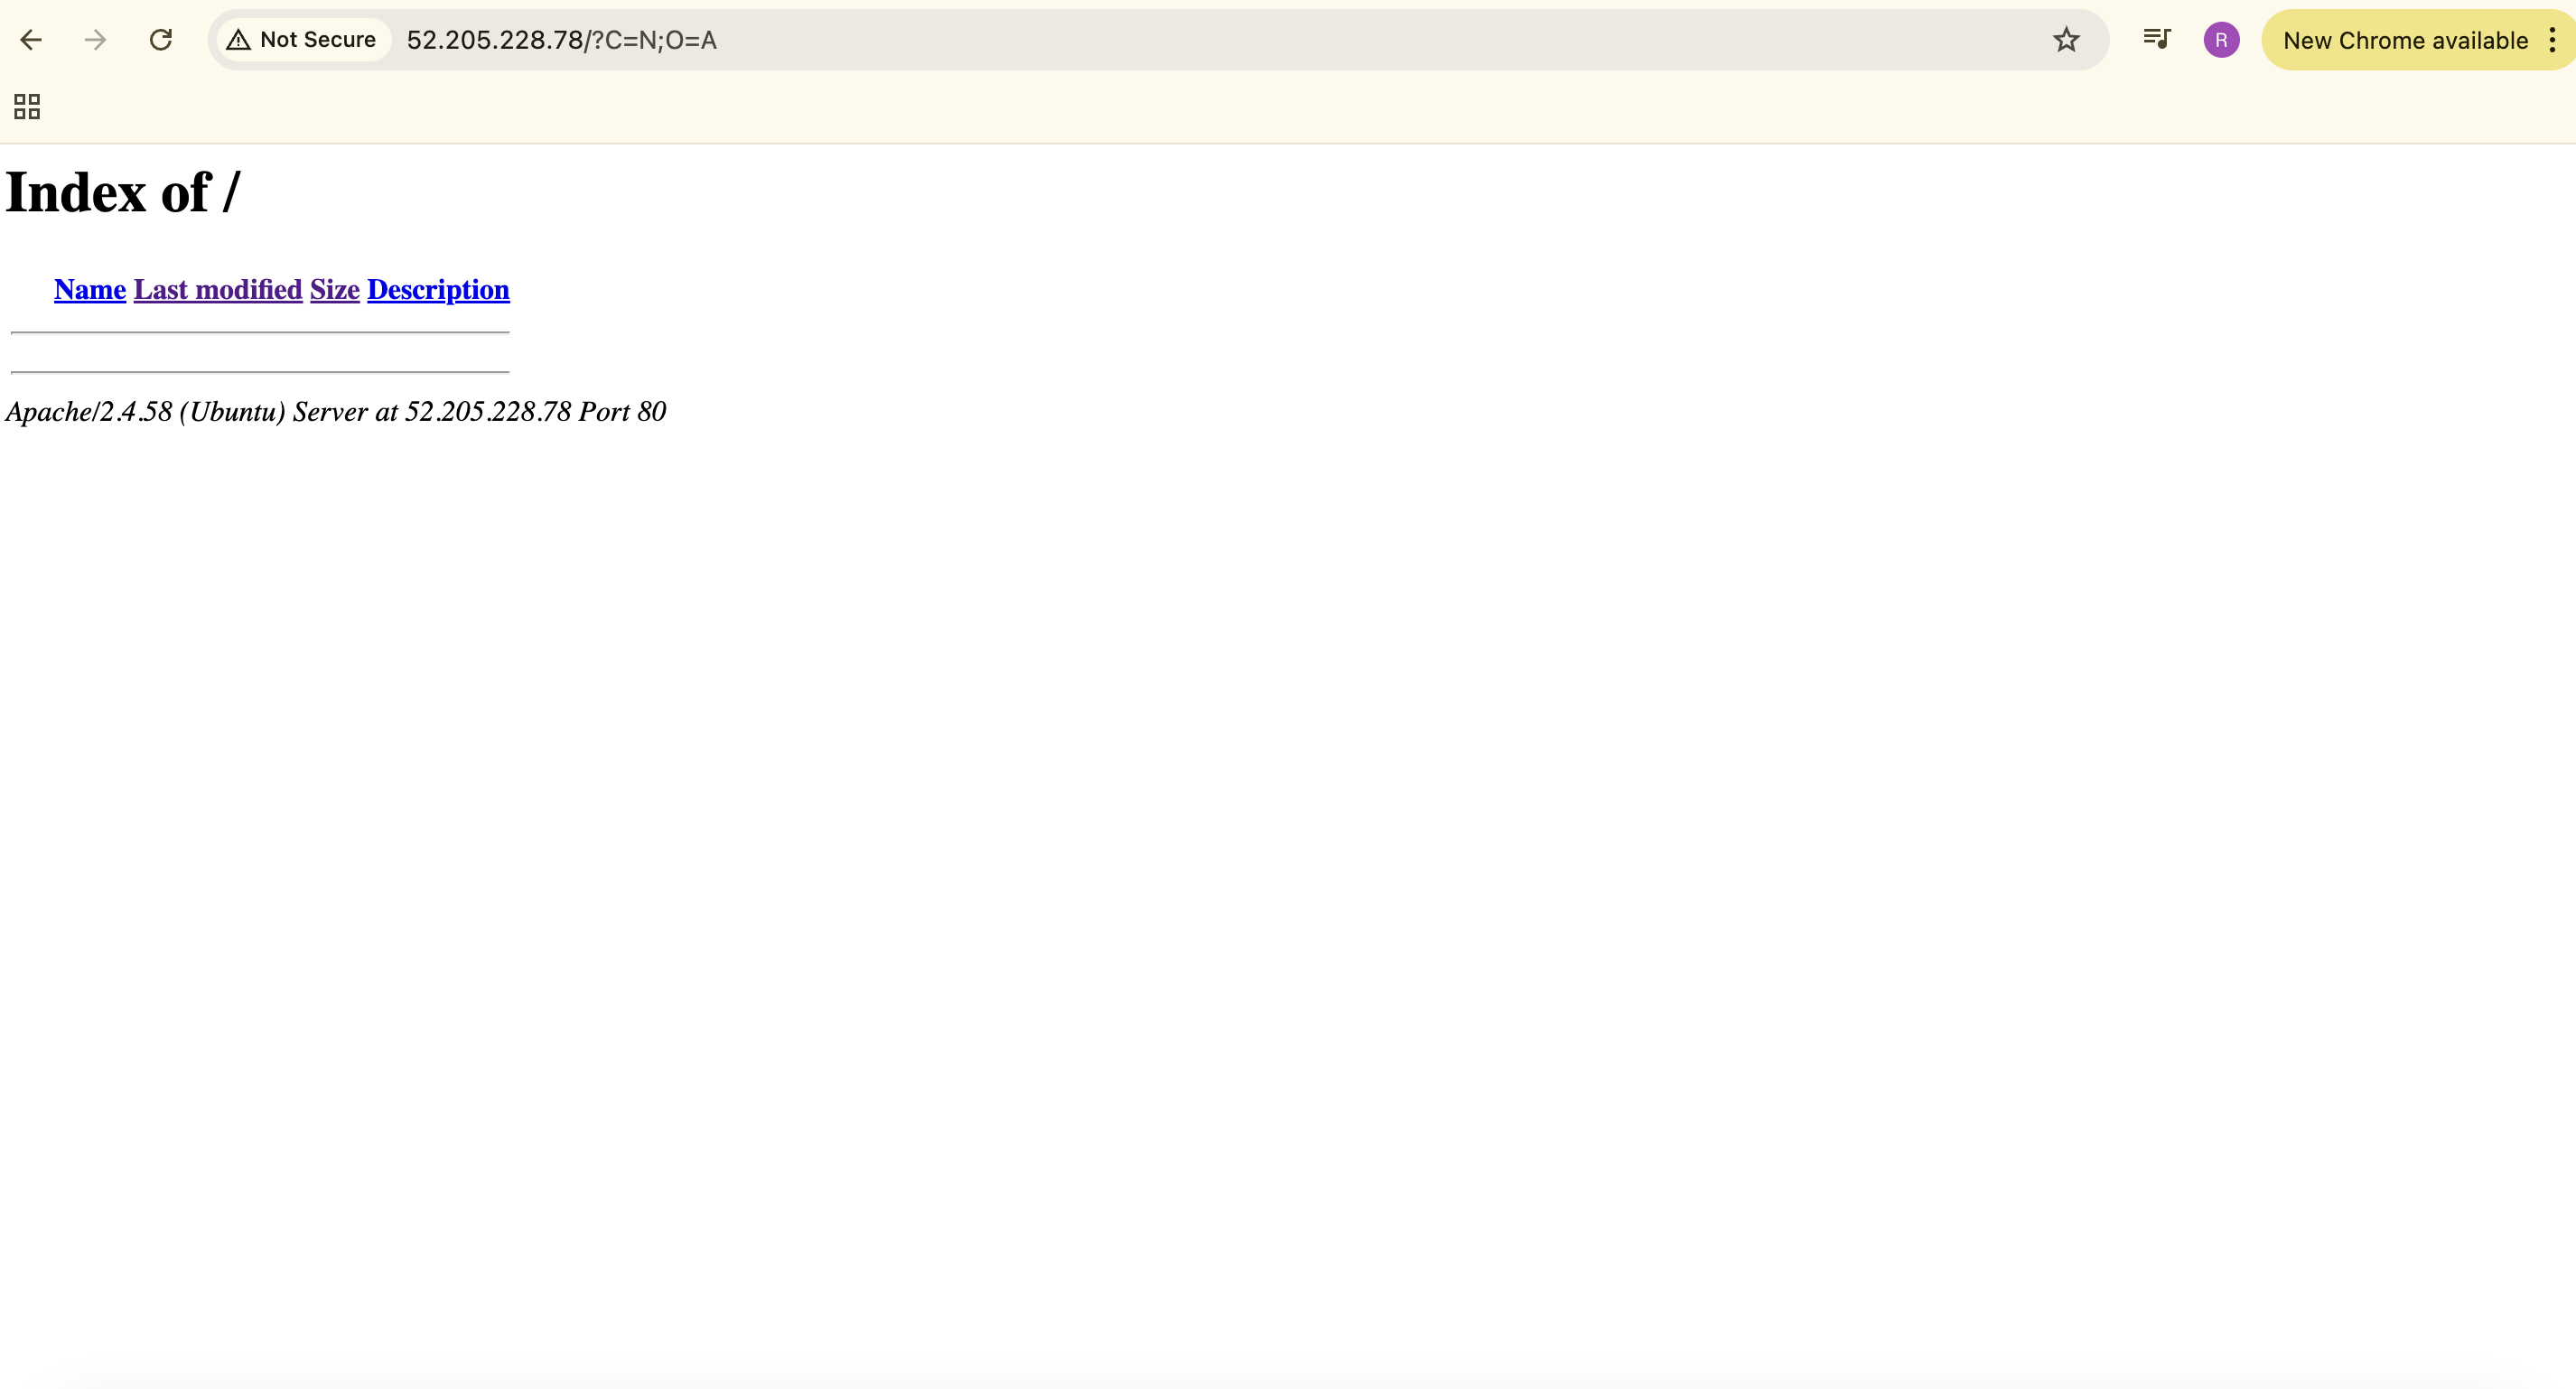 Not Secure 52.205.228.78/?C=N;O=A R New Chrome available
Index of /
Name Last modified Size Description
Apache/2.4.58 (Ubuntu) Server at 52.205.228.78 Port 80